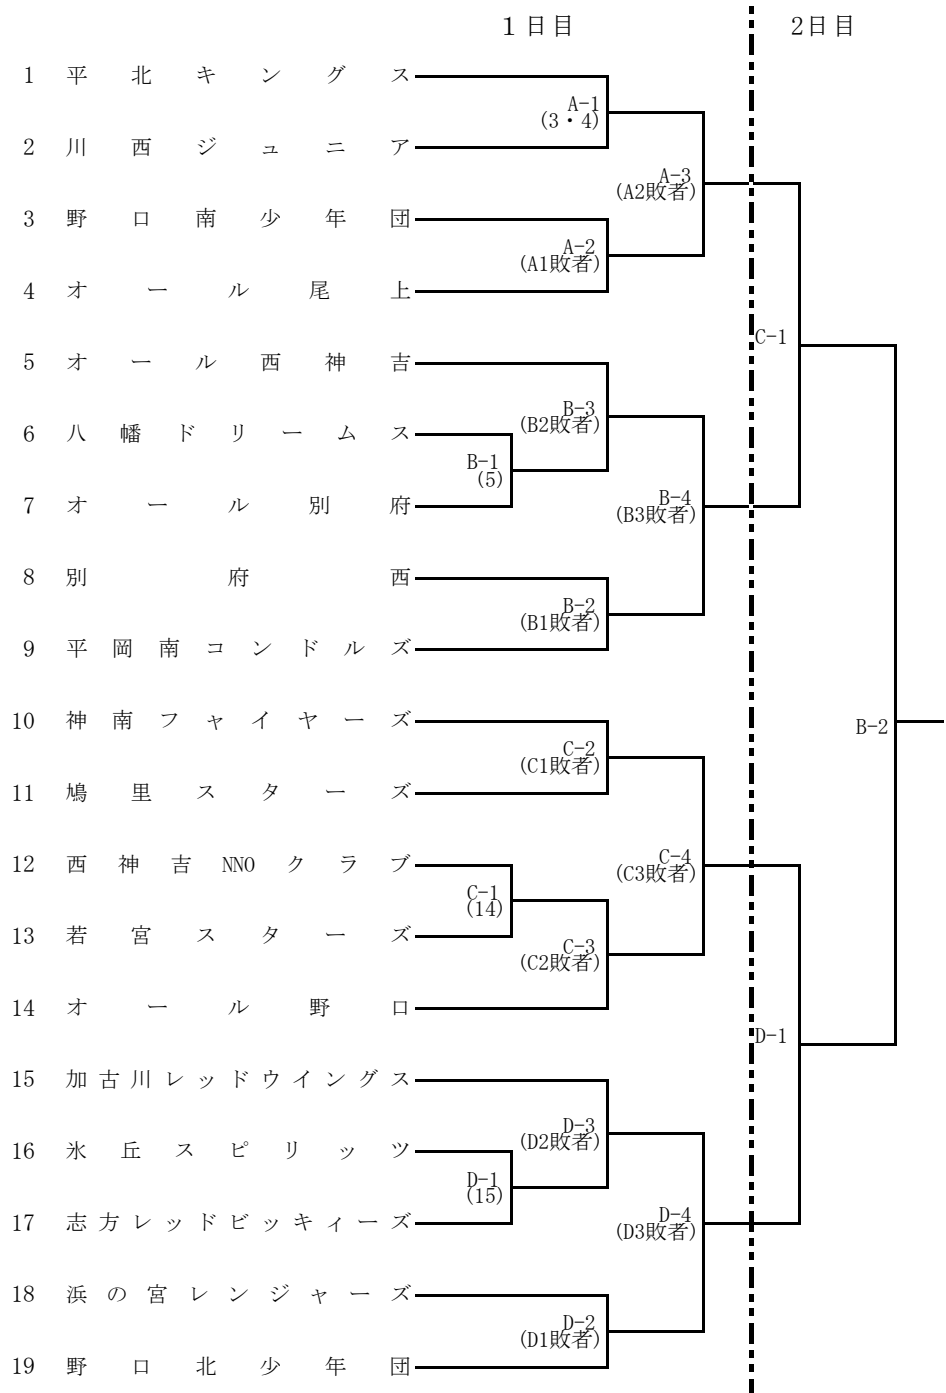 １日目 2日目
1 平北キングス
A-1
(3・4)
2 川西ジュニア
A-3
(A2敗者)
3 野口南少年団
A-2
(A1敗者)
4 オール尾上
C-1
5 オール西神吉
B-3
(B2敗者)
6 八幡ドリームス
B-1
(5)
7 オール別府
B-4
(B3敗者)
8 別府西
B-2
(B1敗者)
9 平岡南コンドルズ
10 神南ファイヤーズ
B-2
C-2
(C1敗者)
11 鳩里スターズ
12 西神吉NNOクラブ
C-4
(C3敗者)
C-1
(14)
13 若宮スターズ
C-3
(C2敗者)
14 オール野口
D-1
15 加古川レッドウイングス
D-3
(D2敗者)
16 氷丘スピリッツ
D-1
(15)
17 志方レッドビッキィーズ
D-4
(D3敗者)
18 浜の宮レンジャーズ
D-2
(D1敗者)
19 野口北少年団